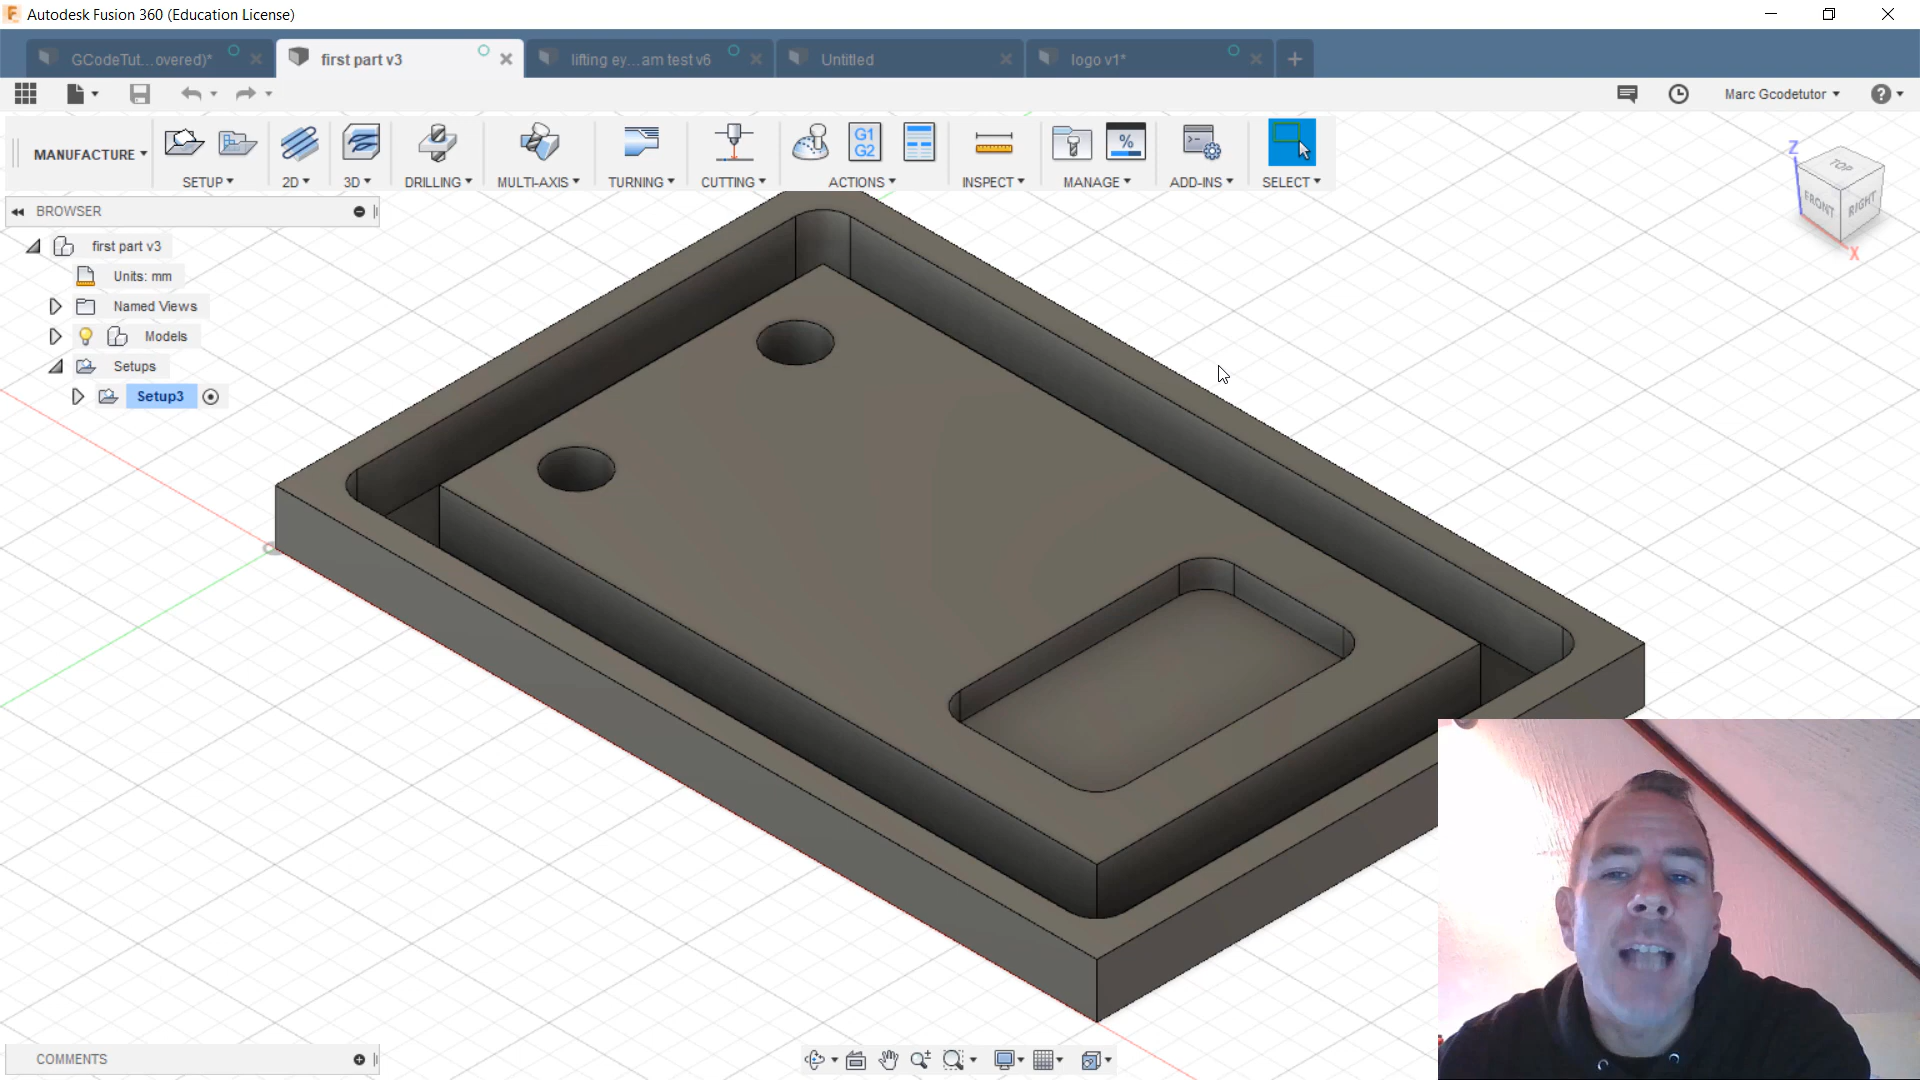 Autodesk Fusion 360 (Education License)
GCodeTut...overed)*
first part v3
lifting ey...am test v6
Untitled
logo v1*
Marc Gcodetutor
MANUFACTURE
SETUP
2D
3D
DRILLING
MULTI-AXIS
TURNING
CUTTING
G1
G2
ACTIONS
INSPECT
%
MANAGE
ADD-INS
SELECT
BROWSER
first part v3
Units: mm
Named Views
Models
Setups
Setup3
Z
TOP
FRONT
RIGHT
X
COMMENTS